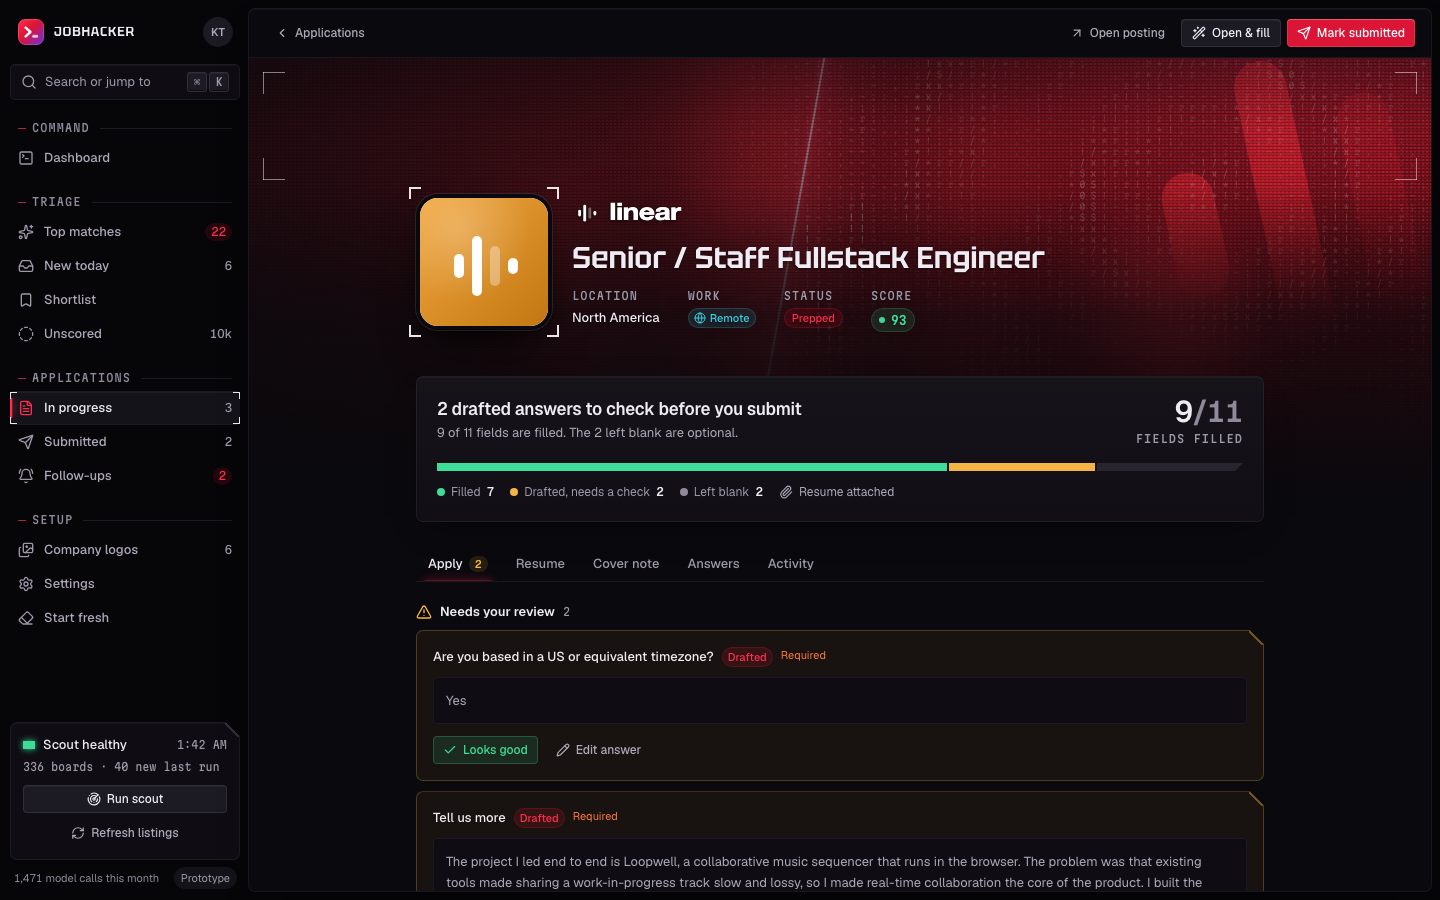 JOBHACKER
KT
Search or jump to
⌘ K
COMMAND
Dashboard
TRIAGE
Top matches 22
New today 6
Shortlist
Unscored 10k
APPLICATIONS
In progress 3
Submitted 2
Follow-ups 2
SETUP
Company logos 6
Settings
Start fresh
Scout healthy 1:42 AM
336 boards · 40 new last run
Run scout
Refresh listings
1,471 model calls this month Prototype
Applications
Open posting
Open & fill
Mark submitted
linear
Senior / Staff Fullstack Engineer
LOCATION WORK STATUS SCORE
North America Remote Prepped 93
2 drafted answers to check before you submit
9 of 11 fields are filled. The 2 left blank are optional.
9/11
FIELDS FILLED
Filled 7 Drafted, needs a check 2 Left blank 2 Resume attached
Apply 2 Resume Cover note Answers Activity
Needs your review 2
Are you based in a US or equivalent timezone? Drafted Required
Yes
Looks good Edit answer
Tell us more Drafted Required
The project I led end to end is Loopwell, a collaborative music sequencer that runs in the browser. The problem was that existing
tools made sharing a work-in-progress track slow and lossy, so I made real-time collaboration the core of the product. I built the